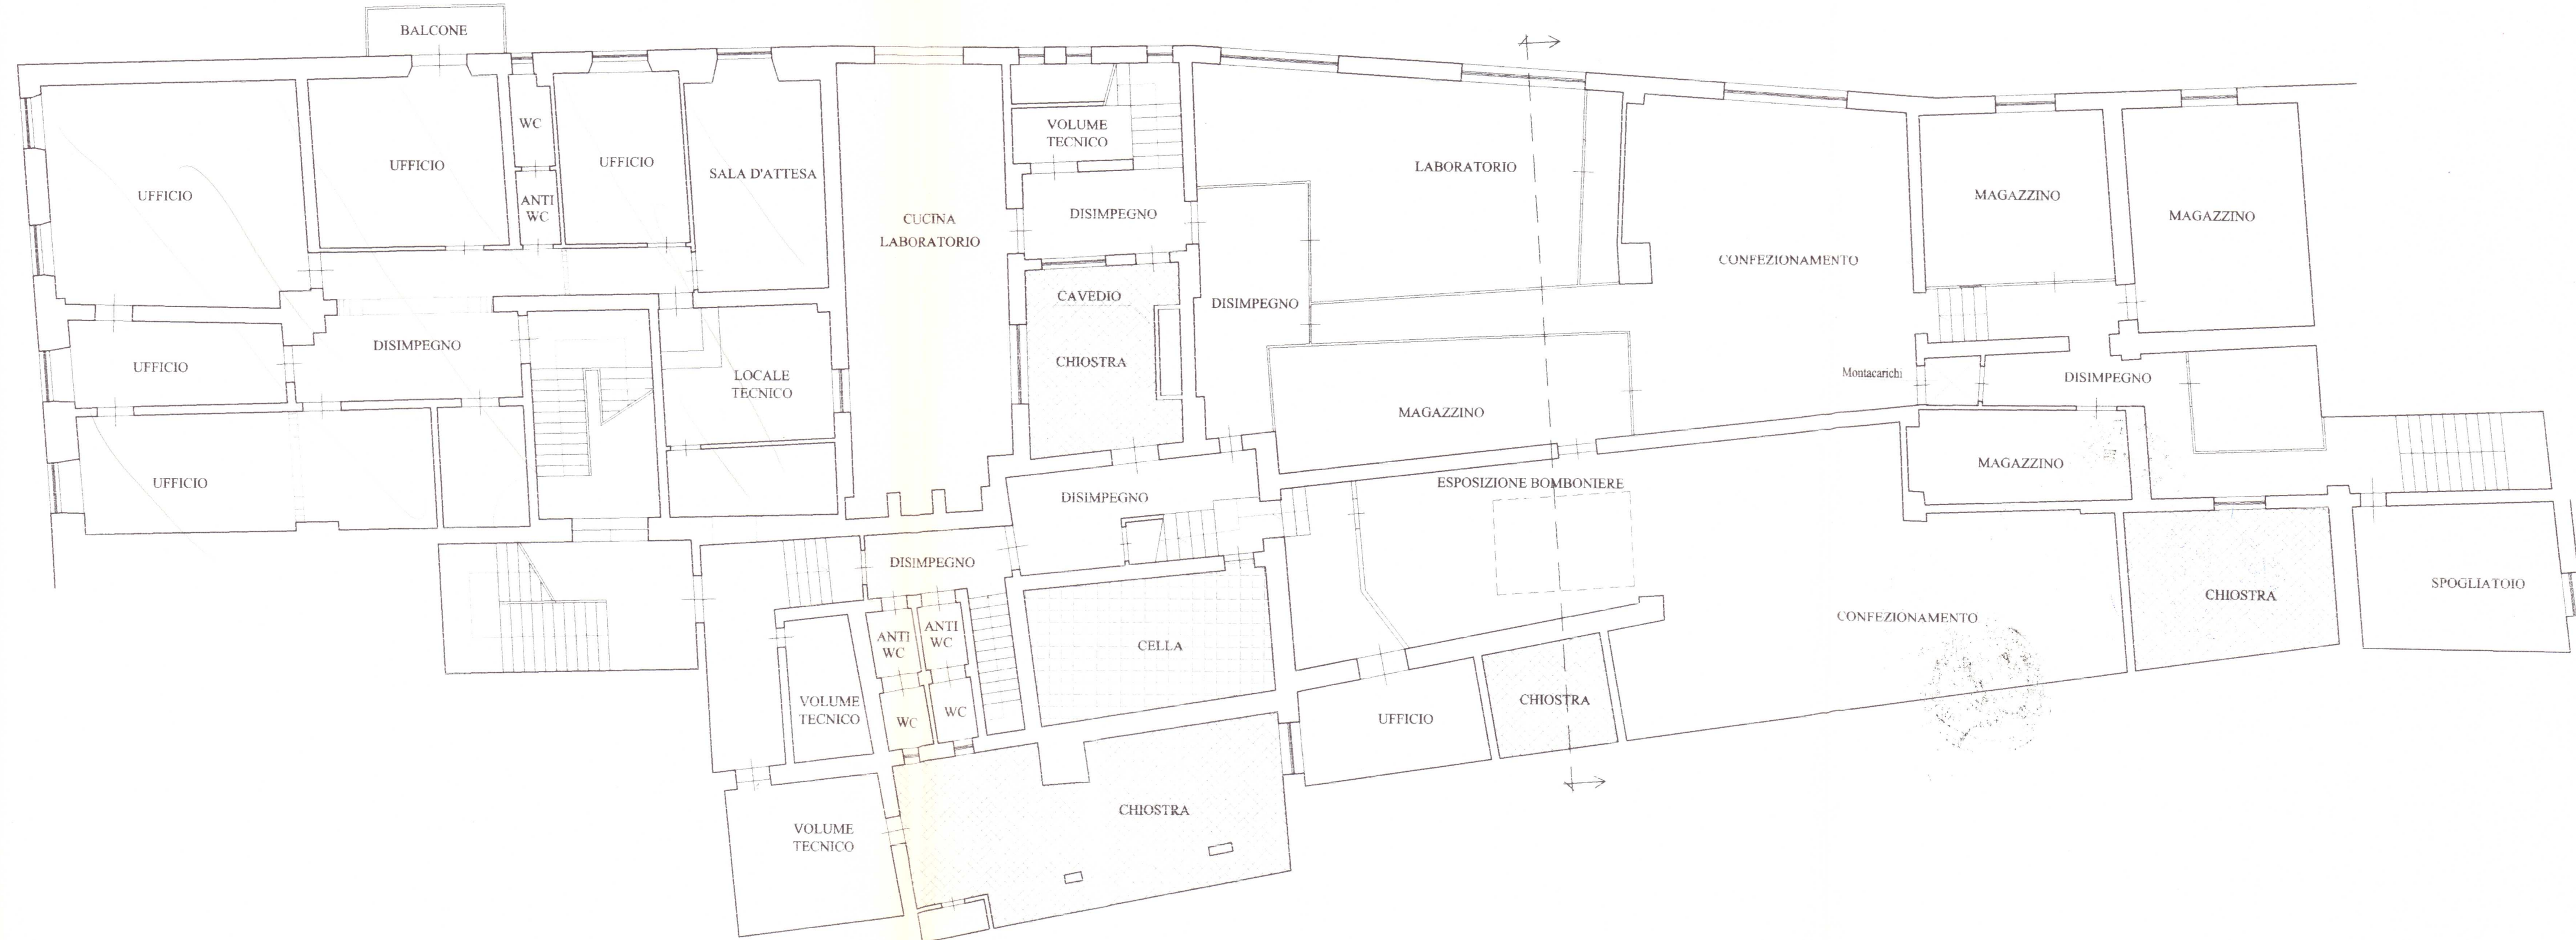 BALCONE
WC
VOLUME
TECNICO
UFFICIO
UFFICIO
UFFICIO
SALA D'ATTESA
LABORATORIO
UFFICIO
ANTI
WC
CUCINA
LABORATORIO
DISIMPEGNO
MAGAZZINO
MAGAZZINO
CONFEZIONAMENTO
CAVEDIO
DISIMPEGNO
DISIMPEGNO
UFFICIO
CHIOSTRA
LOCALE
TECNICO
Montacarichi
DISIMPEGNO
MAGAZZINO
UFFICIO
DISIMPEGNO
ESPOSIZIONE BOMBONIERE
MAGAZZINO
DISIMPEGNO
CHIOSTRA
SPOGLIATOIO
CONFEZIONAMENTO
ANTI
WC
ANTI
WC
CELLA
VOLUME
TECNICO
WC
WC
UFFICIO
CHIOSTRA
VOLUME
TECNICO
CHIOSTRA